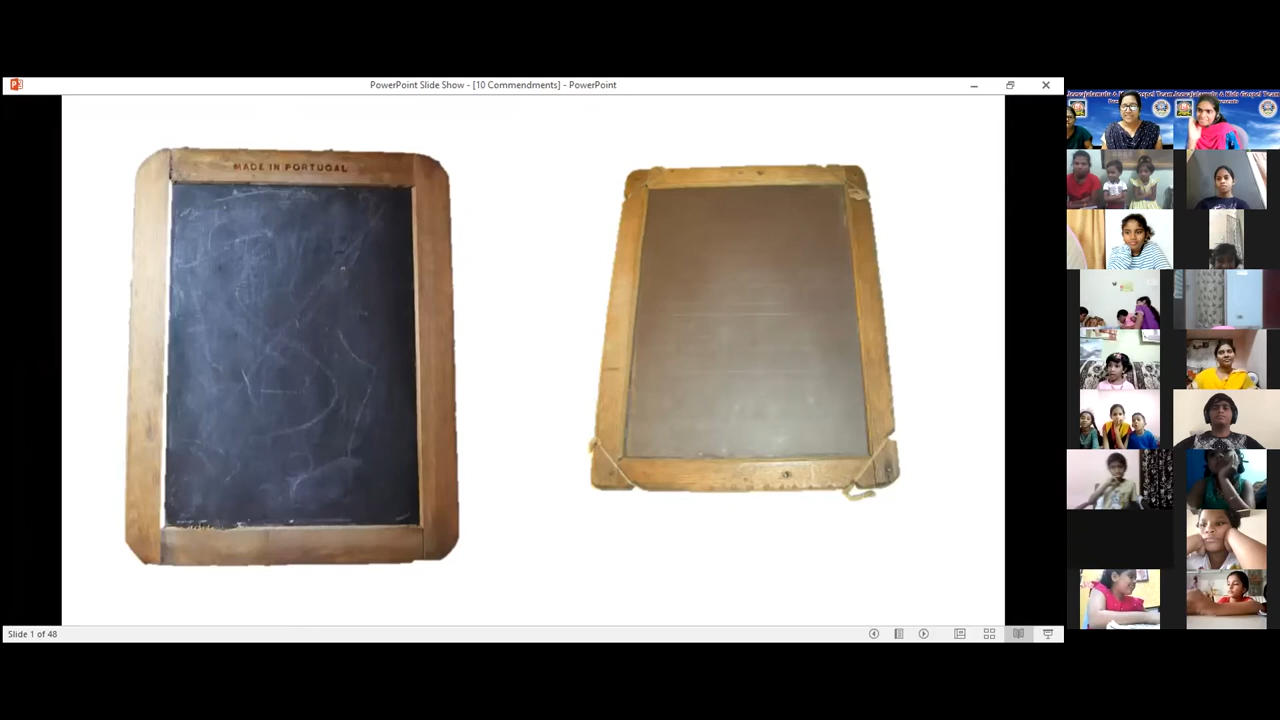 PowerPoint Slide Show - [10 Commendments] - PowerPoint
MADE IN PORTUGAL
Slide 1 of 48